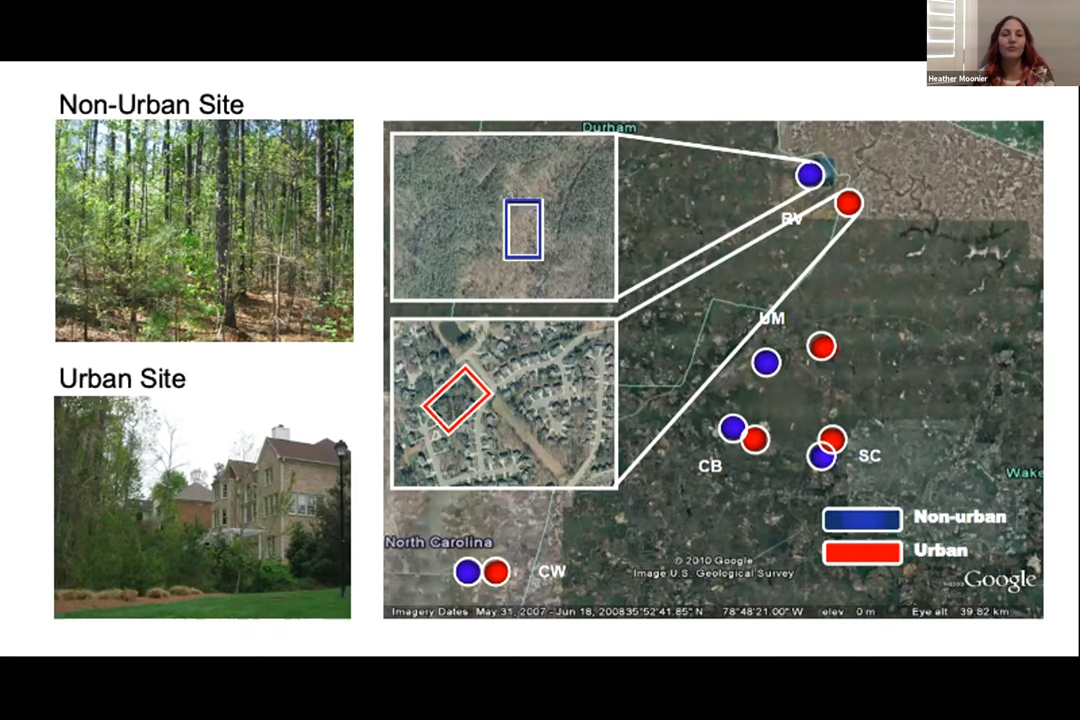 Heather Moonier
Non-Urban Site
Durham
RV
UM
Urban Site
CB
SC
Wake
Non-urban
North Carolina
Urban
© 2010 Google
Image U.S. Geological Survey
CW
Google
Imagery Dates: May 31, 2007 - Jun 18, 2008 35°52'41.85" N 78°48'21.00" W elev 0 m Eye alt 39.82 km